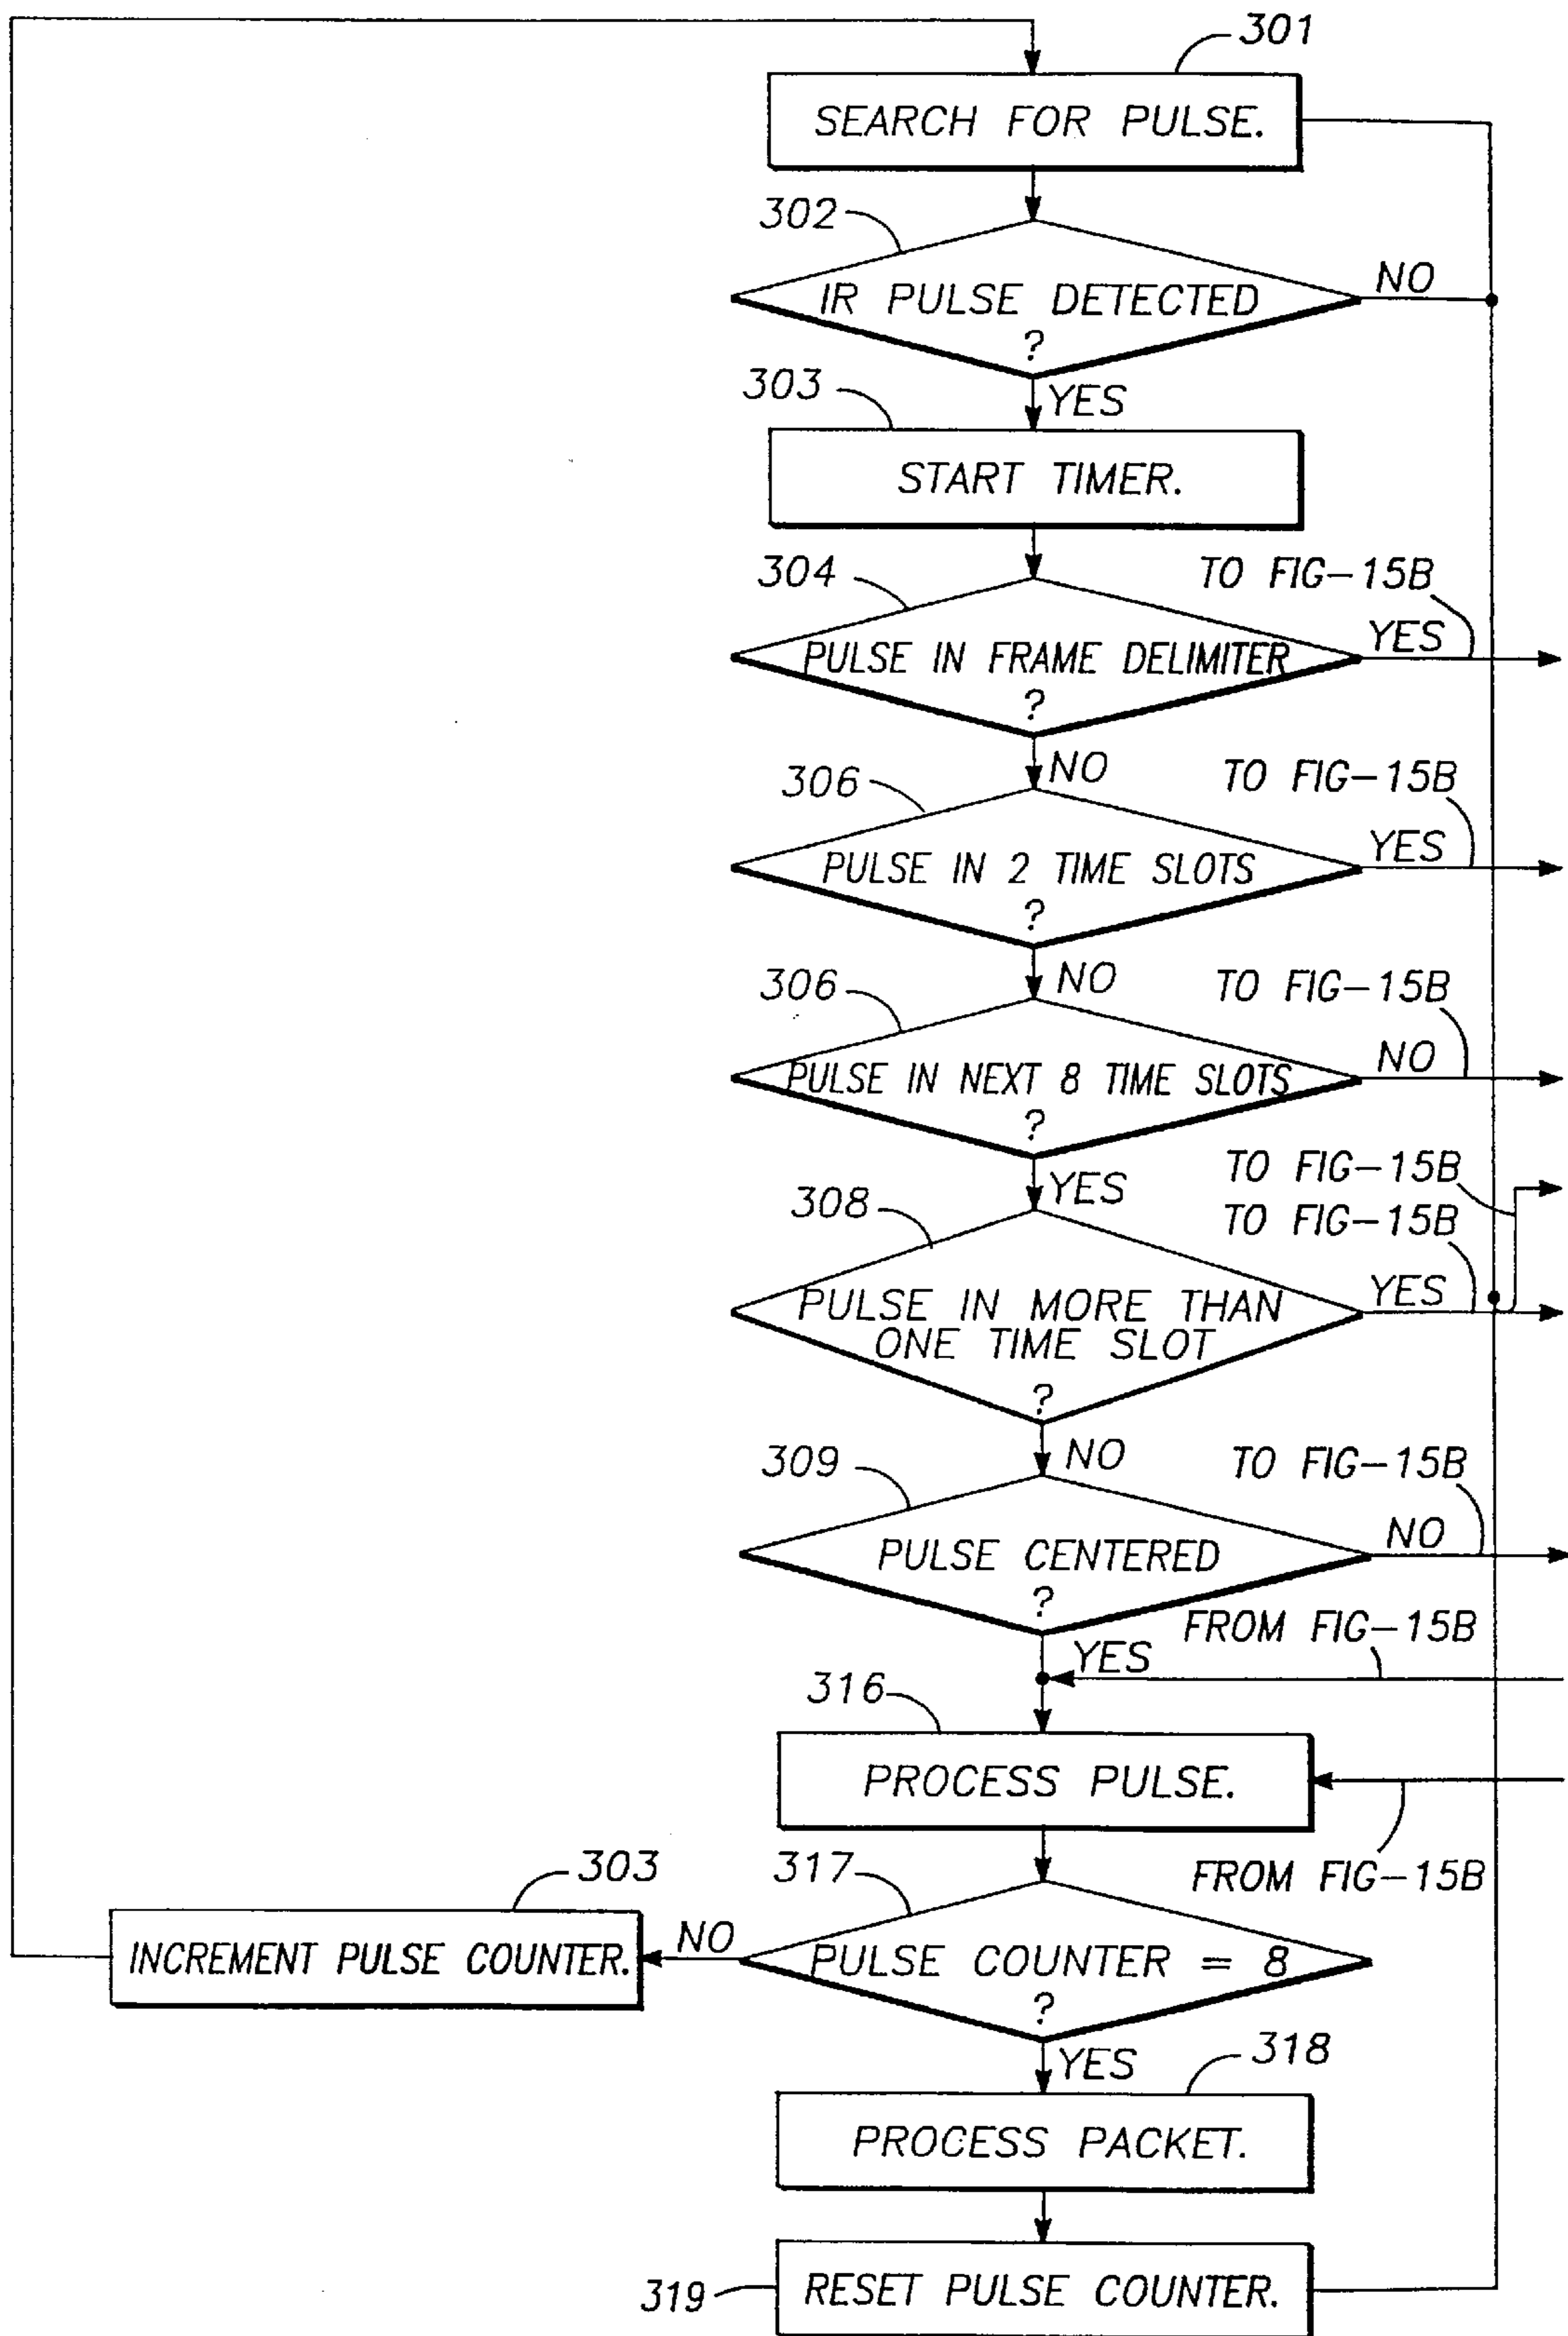 301
SEARCH FOR PULSE.
302
IR PULSE DETECTED
?
NO
YES
303
START TIMER.
304
TO FIG-15B
PULSE IN FRAME DELIMITER
?
YES
NO
306
TO FIG-15B
PULSE IN 2 TIME SLOTS
?
YES
NO
306
TO FIG-15B
PULSE IN NEXT 8 TIME SLOTS
?
NO
YES
TO FIG-15B
308
TO FIG-15B
PULSE IN MORE THAN
ONE TIME SLOT
?
YES
NO
309
TO FIG-15B
PULSE CENTERED
?
NO
FROM FIG-15B
YES
316
PROCESS PULSE.
FROM FIG-15B
317
303
INCREMENT PULSE COUNTER.
NO
PULSE COUNTER = 8
?
YES
318
PROCESS PACKET.
319
RESET PULSE COUNTER.